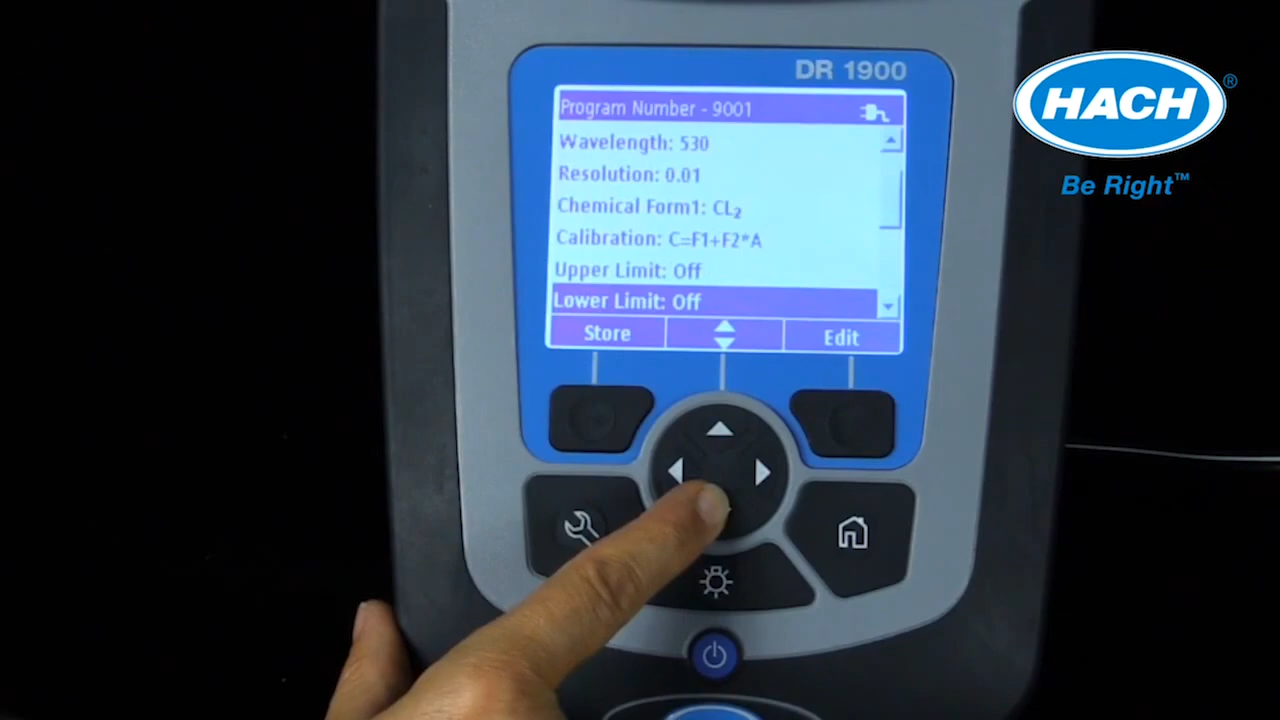 DR 1900
HACH®
Be Right™
Program Number - 9001
Wavelength: 530
Resolution: 0.01
Chemical Form1: CL₂
Calibration: C=F1+F2*A
Upper Limit: Off
Lower Limit: Off
Store Edit